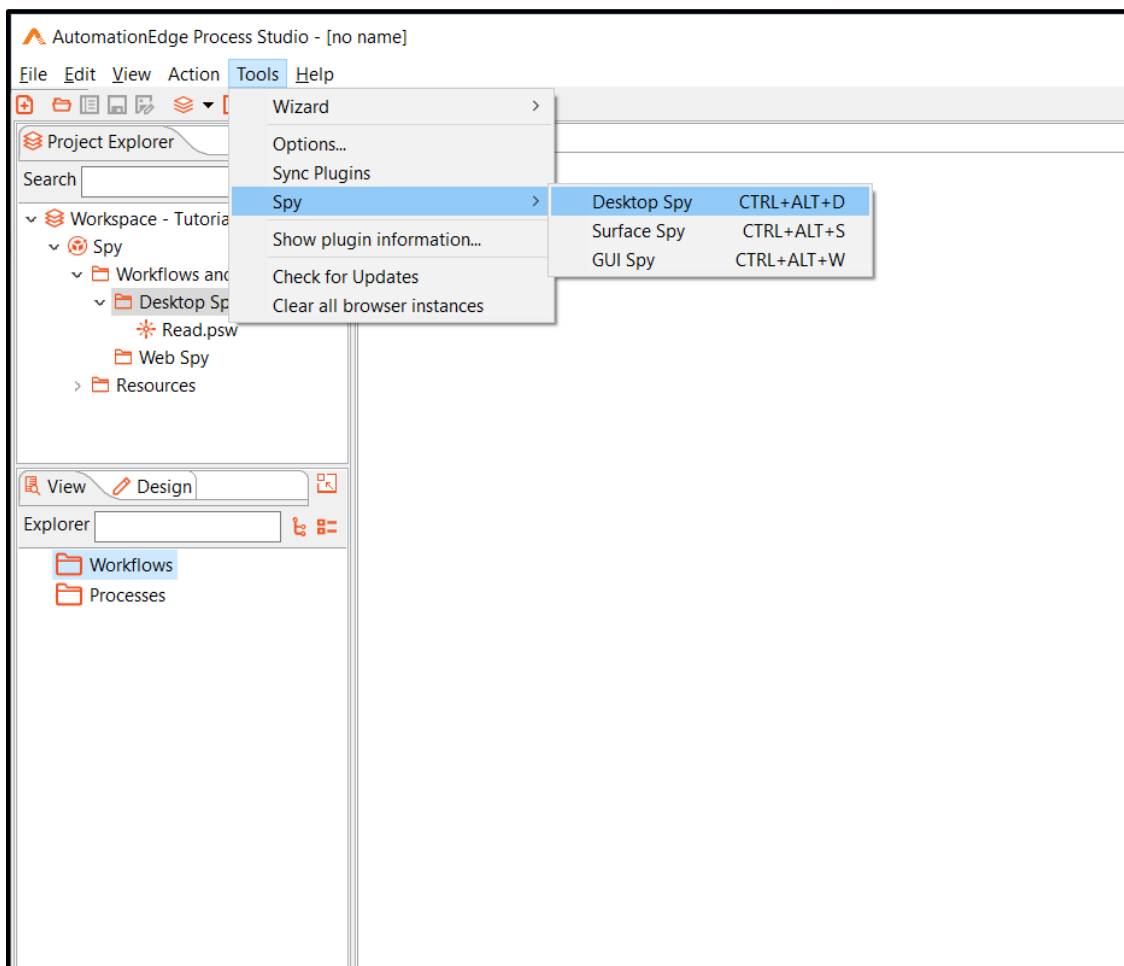 AutomationEdge Process Studio - [no name]
File Edit View Action Tools Help
Wizard
Options...
Sync Plugins
Spy
Show plugin information...
Check for Updates
Clear all browser instances
Desktop Spy CTRL+ALT+D
Surface Spy CTRL+ALT+S
GUI Spy CTRL+ALT+W
Project Explorer
Search
Workspace - Tutoria
Spy
Workflows and
Desktop Sp
Read.psw
Web Spy
Resources
View Design
Explorer
Workflows
Processes